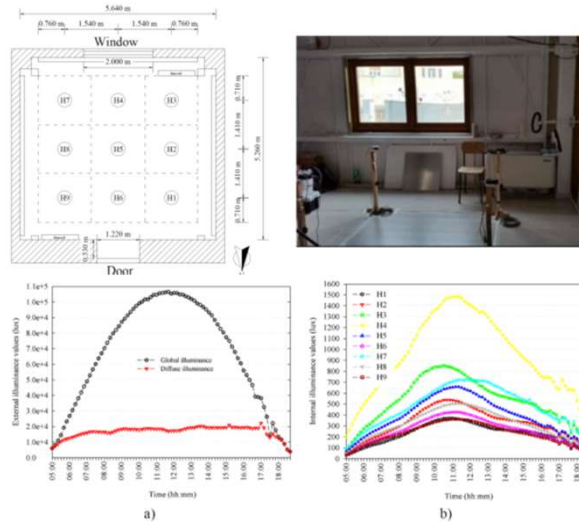 5.640 m
0.760 m 1.540 m 1.540 m 0.760 m
Window
2.000 m
H7 H4 H3
0.710 m
1.410 m
H8 H5 H2
5.260 m
1.410 m
H9 H6 H1
0.710 m
1.220 m
0.330 m
Door
External illuminance values (lux)
1.1e+5
1.0e+5
9.0e+4
8.0e+4
7.0e+4
6.0e+4
5.0e+4
4.0e+4
3.0e+4
2.0e+4
1.0e+4
0.0
Global illuminance
Diffuse illuminance
05:00 06:00 07:00 08:00 09:00 10:00 11:00 12:00 13:00 14:00 15:00 16:00 17:00 18:00
Time (hh mm)
a)
Internal illuminance values (lux)
1600
1500
1400
1300
1200
1100
1000
900
800
700
600
500
400
300
200
100
0
H1
H2
H3
H4
H5
H6
H7
H8
H9
05:00 06:00 07:00 08:00 09:00 10:00 11:00 12:00 13:00 14:00 15:00 16:00 17:00 18:00
Time (hh mm)
b)